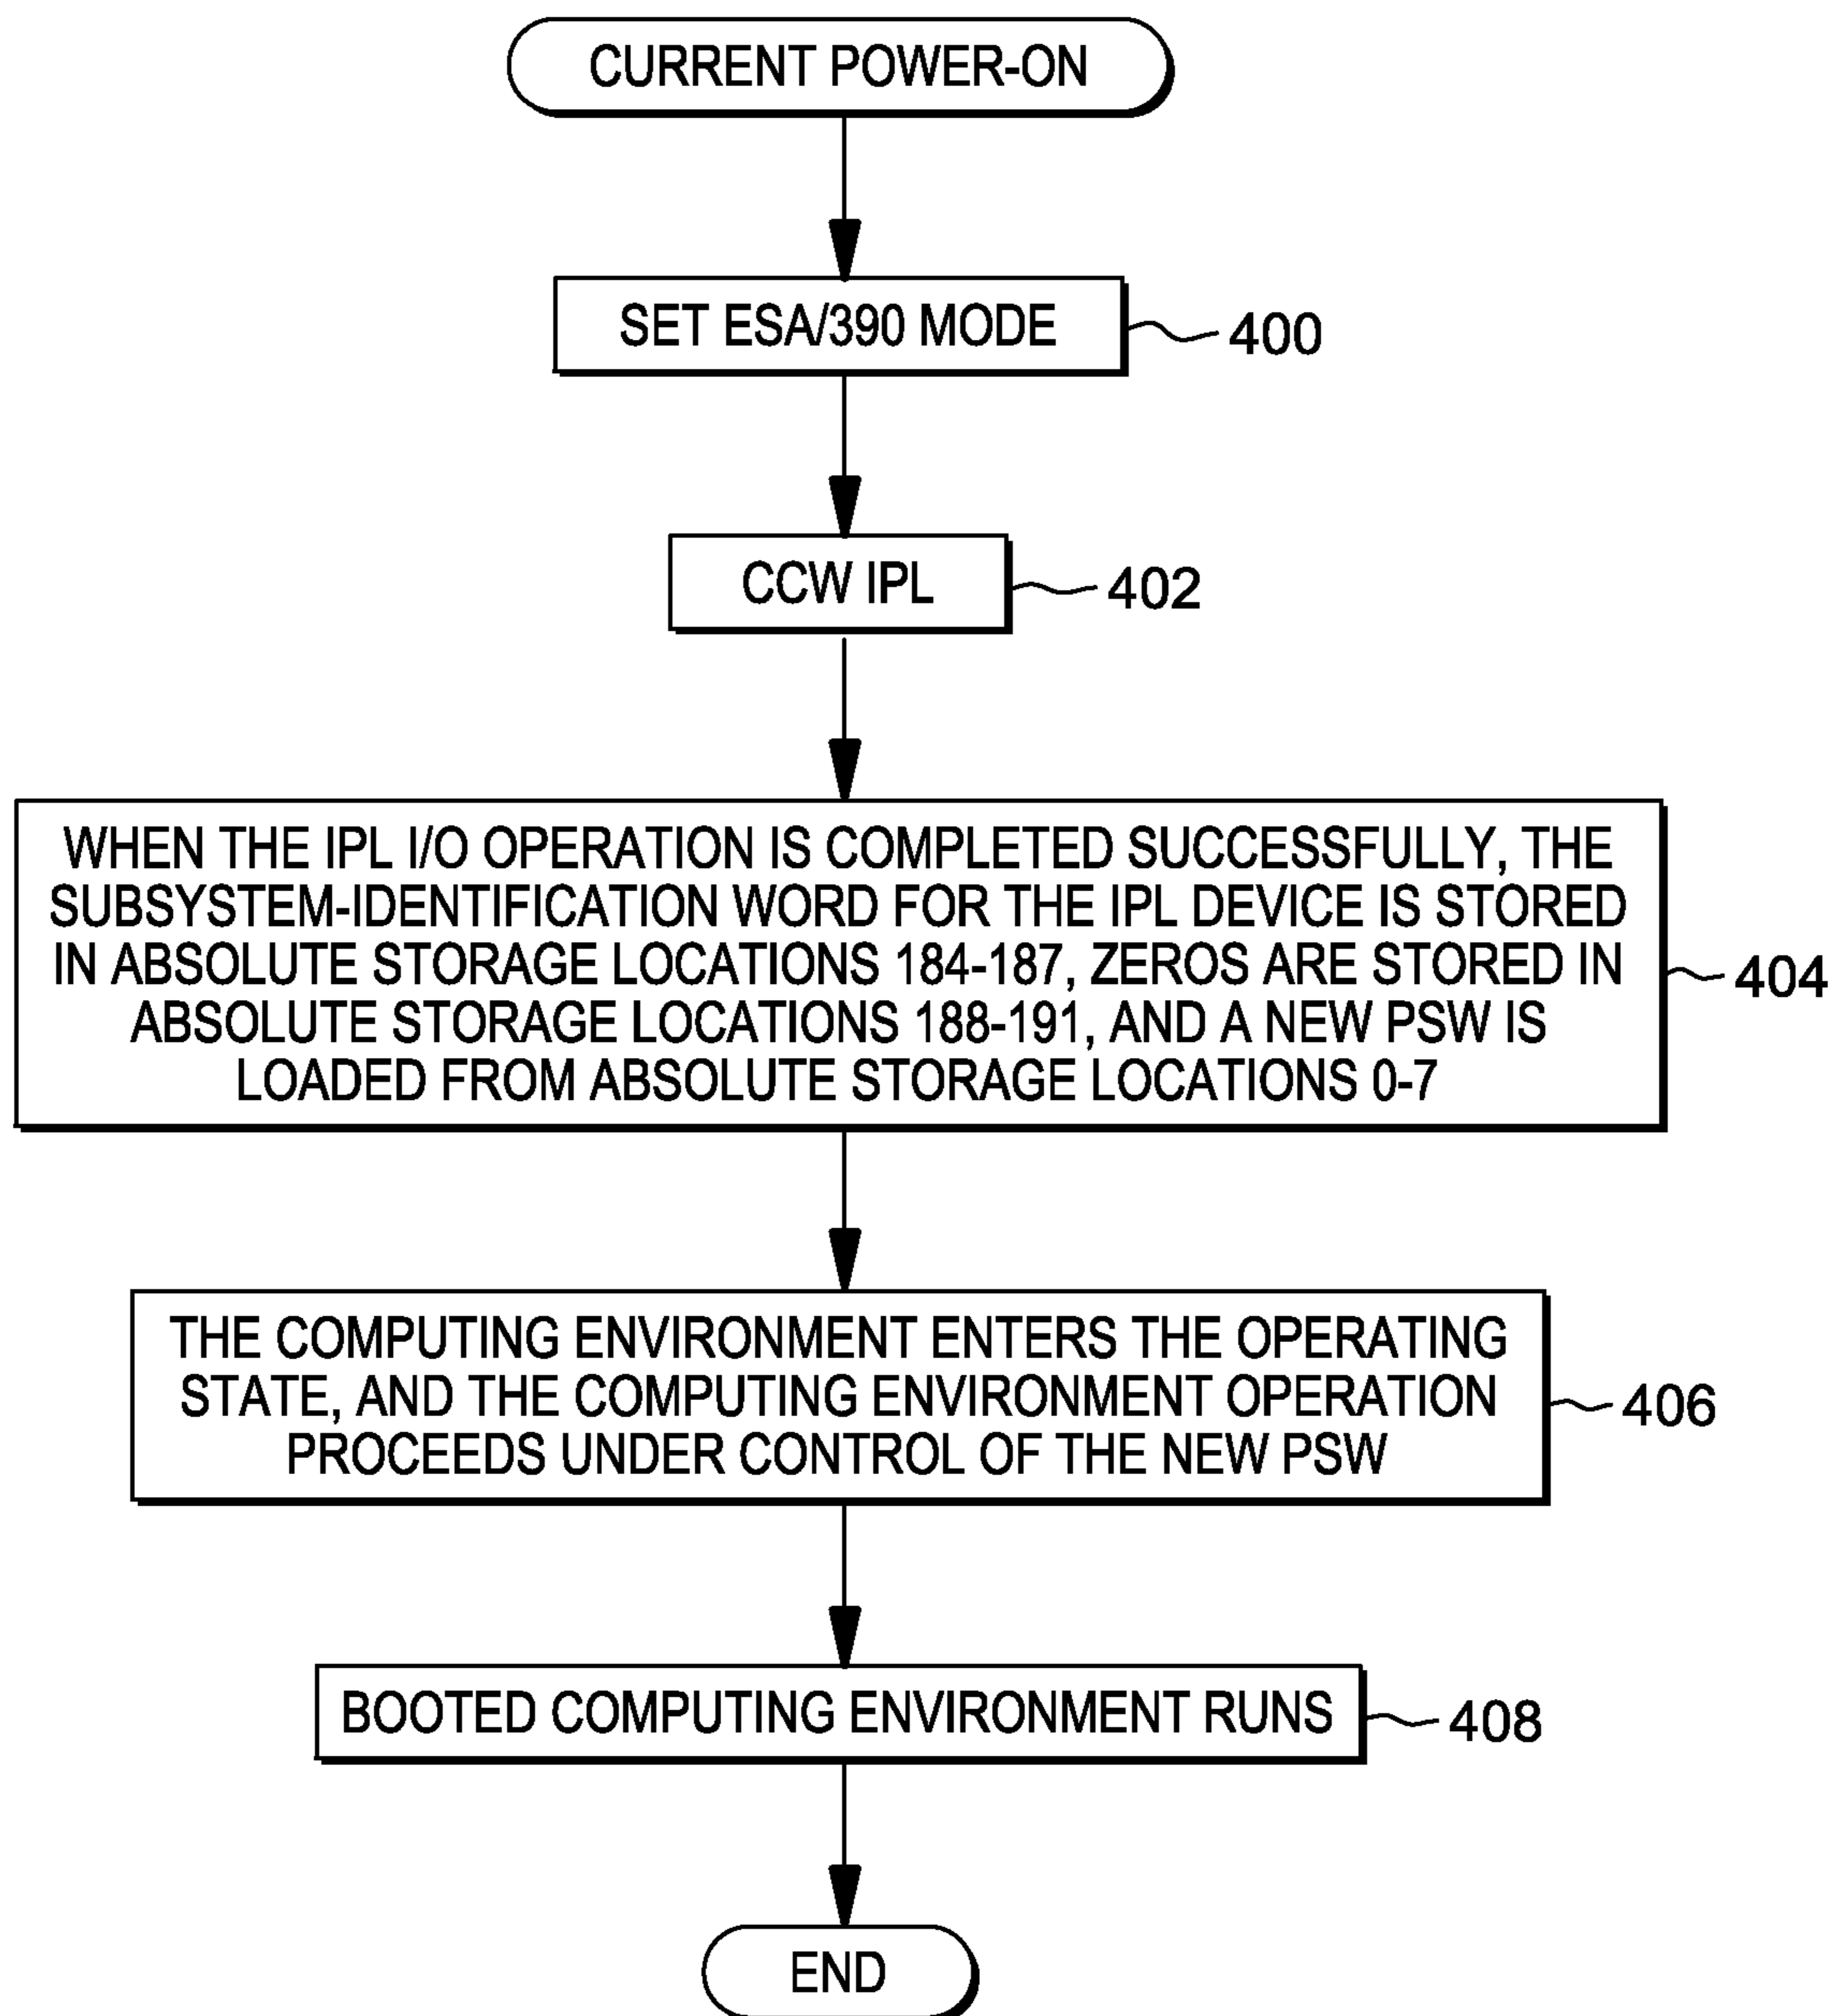 CURRENT POWER-ON
SET ESA/390 MODE
400
CCW IPL
402
WHEN THE IPL I/O OPERATION IS COMPLETED SUCCESSFULLY, THE
SUBSYSTEM-IDENTIFICATION WORD FOR THE IPL DEVICE IS STORED
IN ABSOLUTE STORAGE LOCATIONS 184-187, ZEROS ARE STORED IN
ABSOLUTE STORAGE LOCATIONS 188-191, AND A NEW PSW IS
LOADED FROM ABSOLUTE STORAGE LOCATIONS 0-7
404
THE COMPUTING ENVIRONMENT ENTERS THE OPERATING
STATE, AND THE COMPUTING ENVIRONMENT OPERATION
PROCEEDS UNDER CONTROL OF THE NEW PSW
406
BOOTED COMPUTING ENVIRONMENT RUNS
408
END